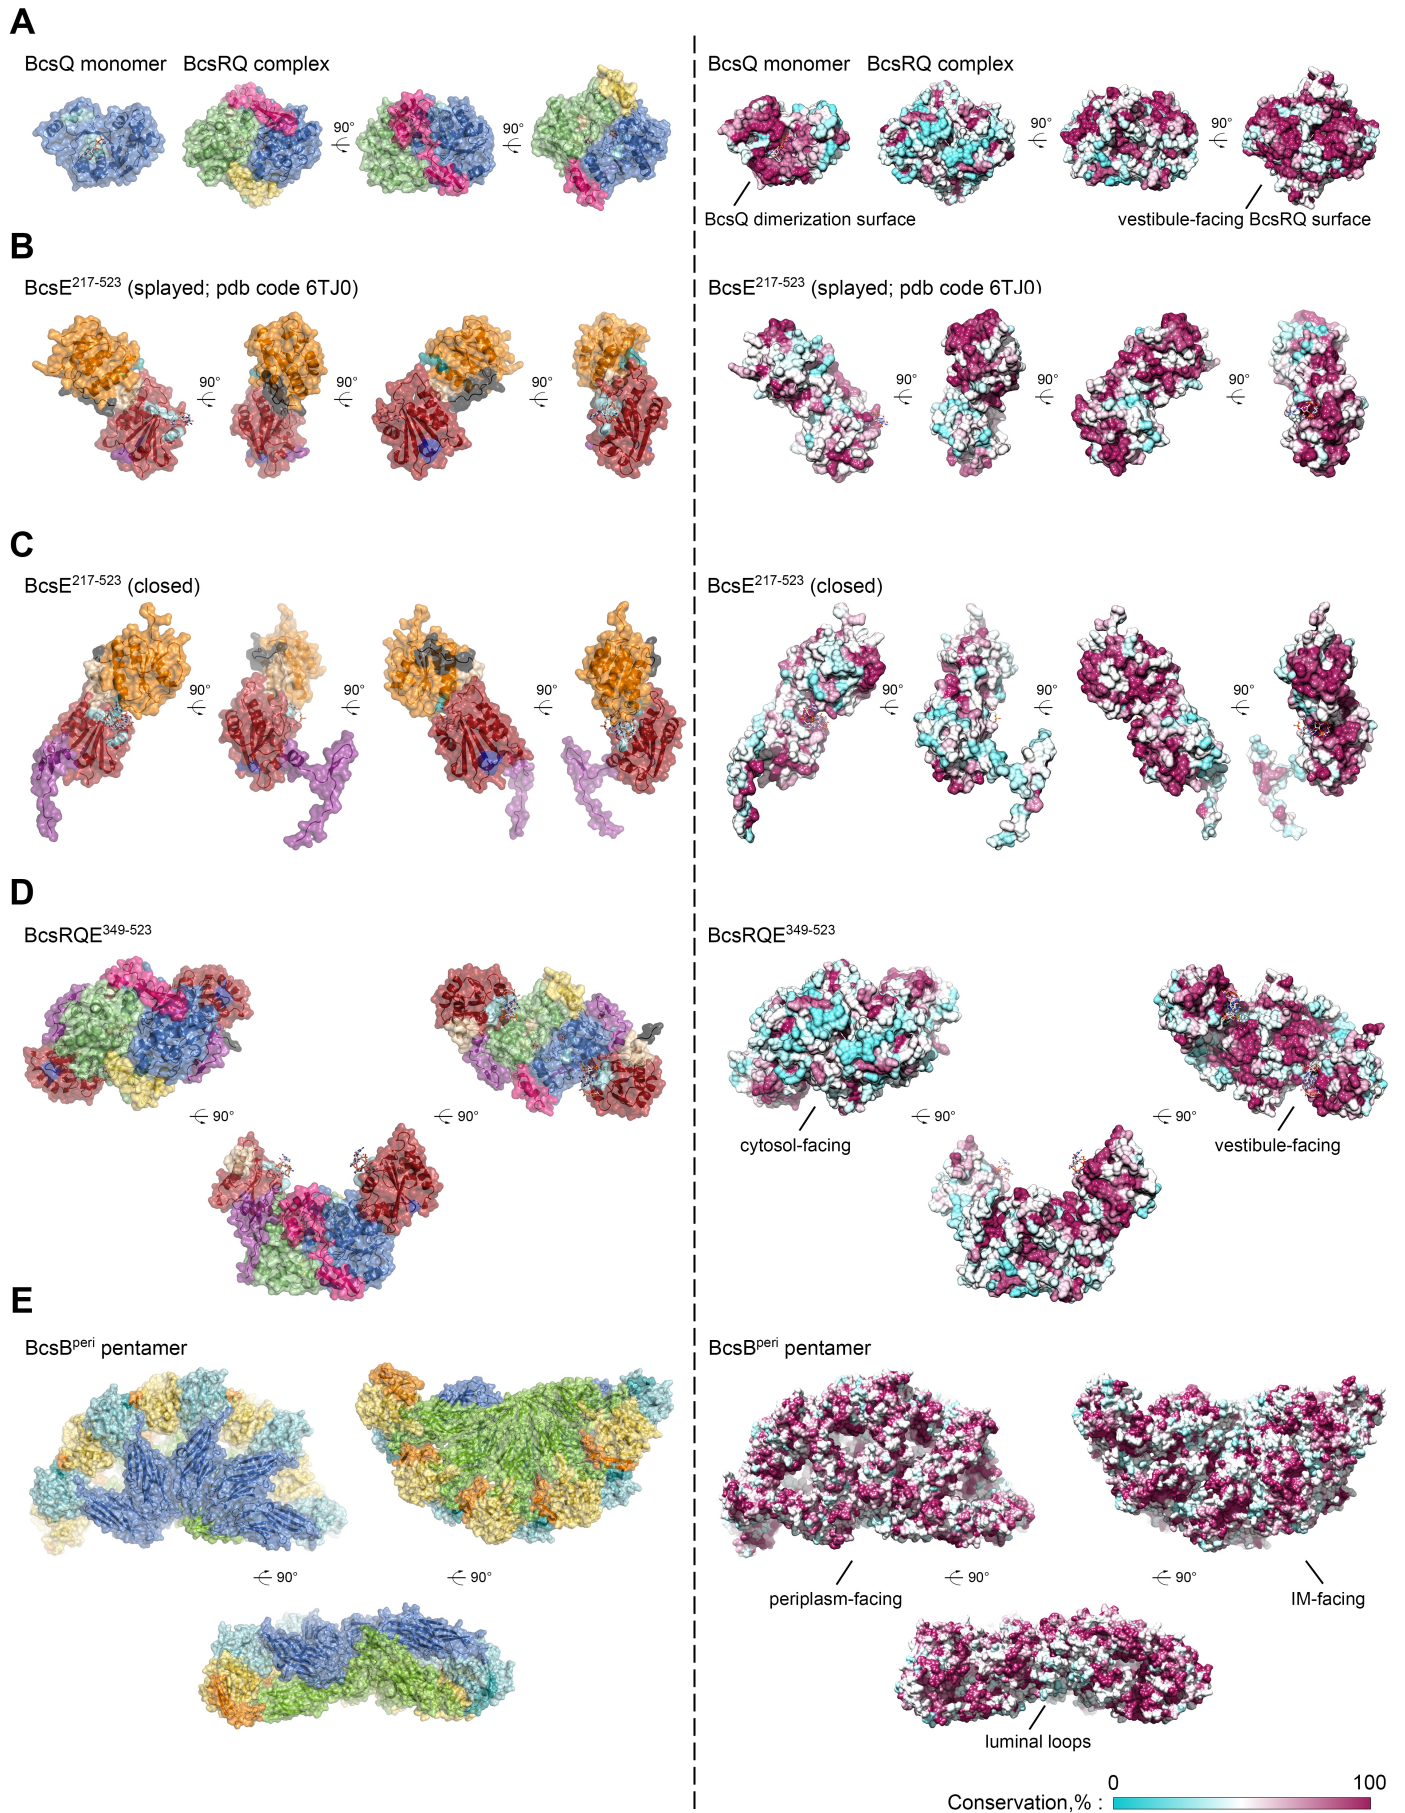 A
BcsQ monomer BcsRQ complex
90° 90°
BcsQ monomer BcsRQ complex
90° 90°
BcsQ dimerization surface vestibule-facing BcsRQ surface
B
BcsE217-523 (splayed; pdb code 6TJ0)
90° 90° 90°
BcsE217-523 (splayed; pdb code 6TJ0)
90° 90° 90°
C
BcsE217-523 (closed)
90° 90° 90°
BcsE217-523 (closed)
90° 90° 90°
D
BcsRQE349-523
90° 90°
BcsRQE349-523
90° 90°
cytosol-facing vestibule-facing
E
BcsBperi pentamer
90° 90°
BcsBperi pentamer
90° 90°
periplasm-facing IM-facing
luminal loops
0 100
Conservation,% :